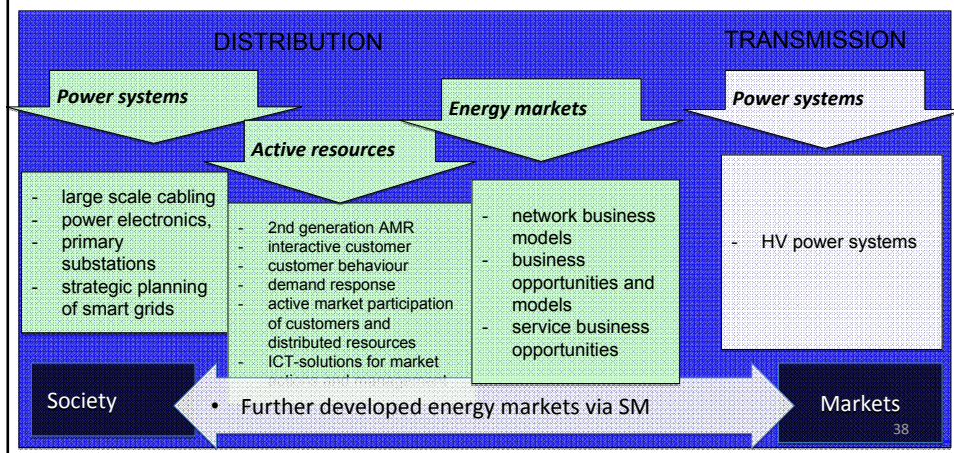 DISTRIBUTION
TRANSMISSION
Power systems
Energy markets
Power systems
Active resources
- large scale cabling
- power electronics,
- primary
substations
- strategic planning
of smart grids
- 2nd generation AMR
- interactive customer
- customer behaviour
- demand response
- active market participation
of customers and
distributed resources
- ICT-solutions for market
- network business
models
- business
opportunities and
models
- service business
opportunities
- HV power systems
Society
• Further developed energy markets via SM
Markets
38